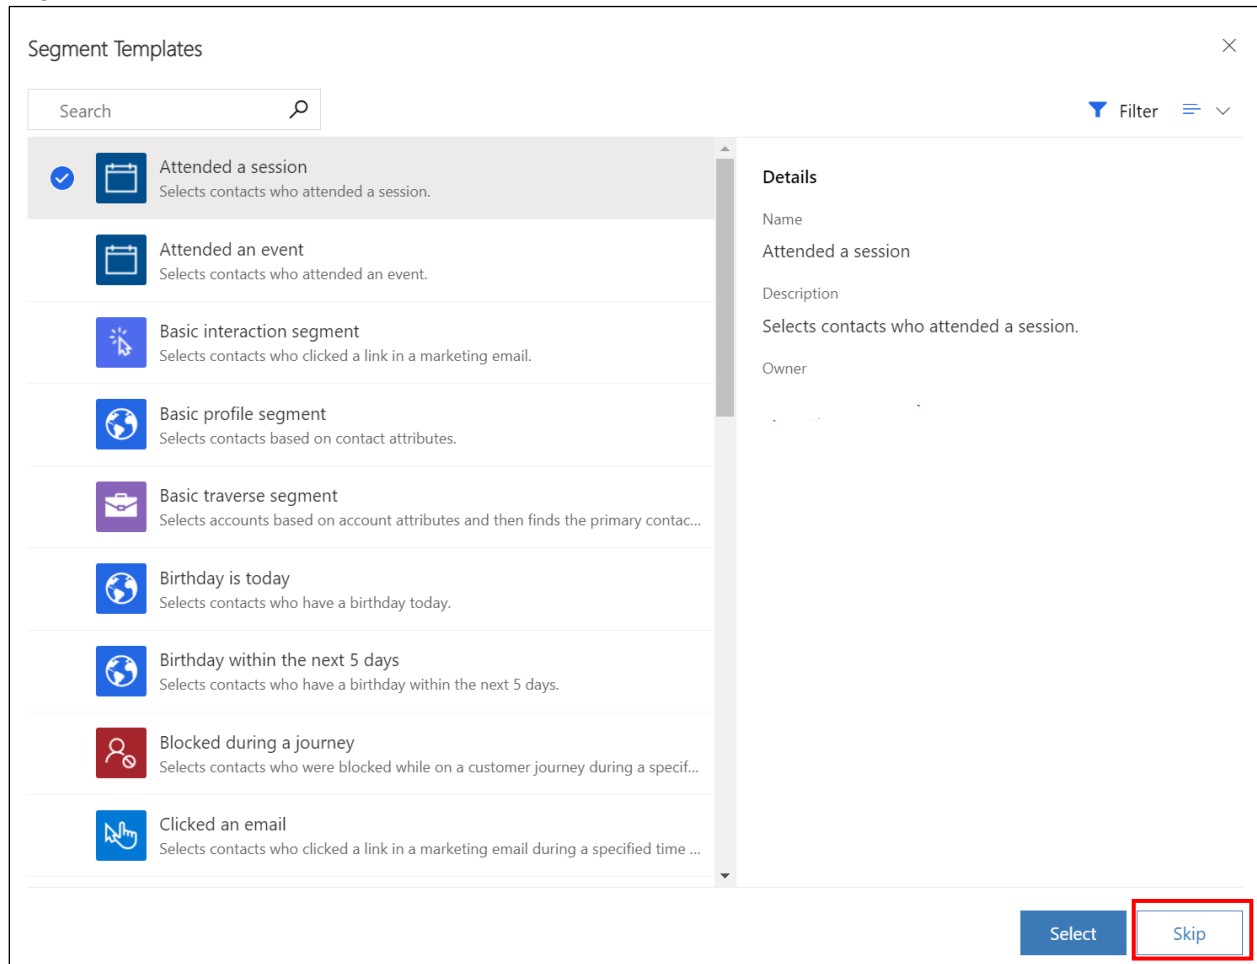 Segment Templates
Search
Filter
Attended a session
Selects contacts who attended a session.
Attended an event
Selects contacts who attended an event.
Basic interaction segment
Selects contacts who clicked a link in a marketing email.
Basic profile segment
Selects contacts based on contact attributes.
Basic traverse segment
Selects accounts based on account attributes and then finds the primary contac...
Birthday is today
Selects contacts who have a birthday today.
Birthday within the next 5 days
Selects contacts who have a birthday within the next 5 days.
Blocked during a journey
Selects contacts who were blocked while on a customer journey during a specif...
Clicked an email
Selects contacts who clicked a link in a marketing email during a specified time ...
Details
Name
Attended a session
Description
Selects contacts who attended a session.
Owner
Select
Skip